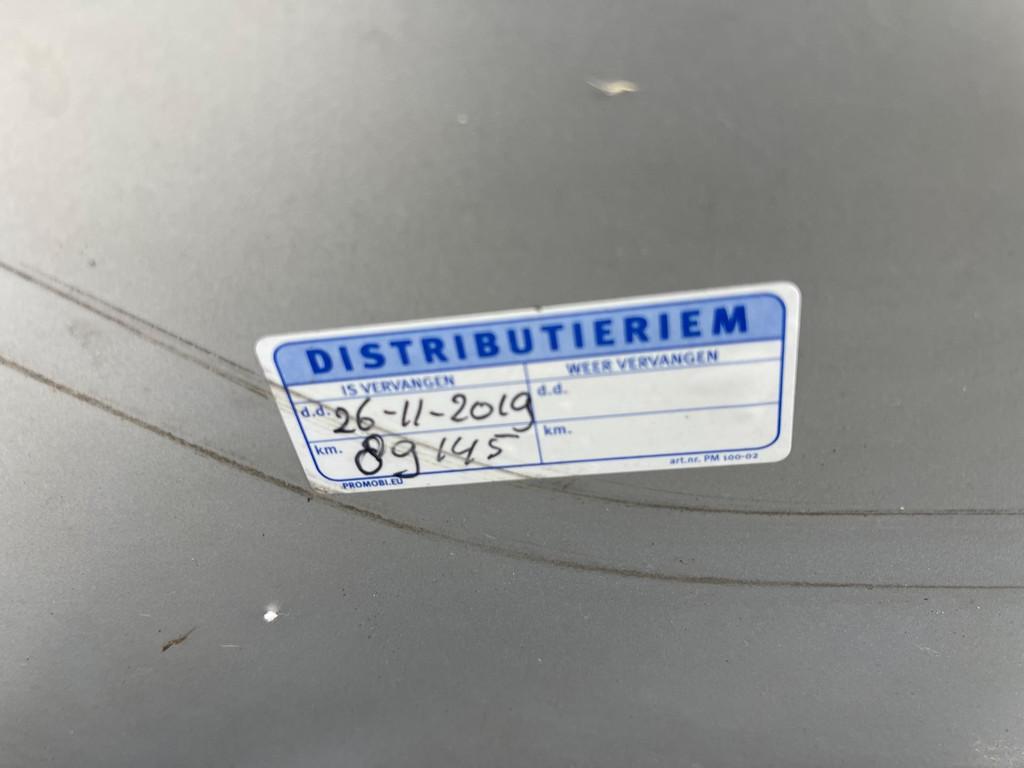 DISTRIBUTIERIEM
IS VERVANGEN
d.d. 26-11-2019
km. 89145
WEER VERVANGEN
d.d.
km.
PROMOBI.EU
art.nr. PM 100-02